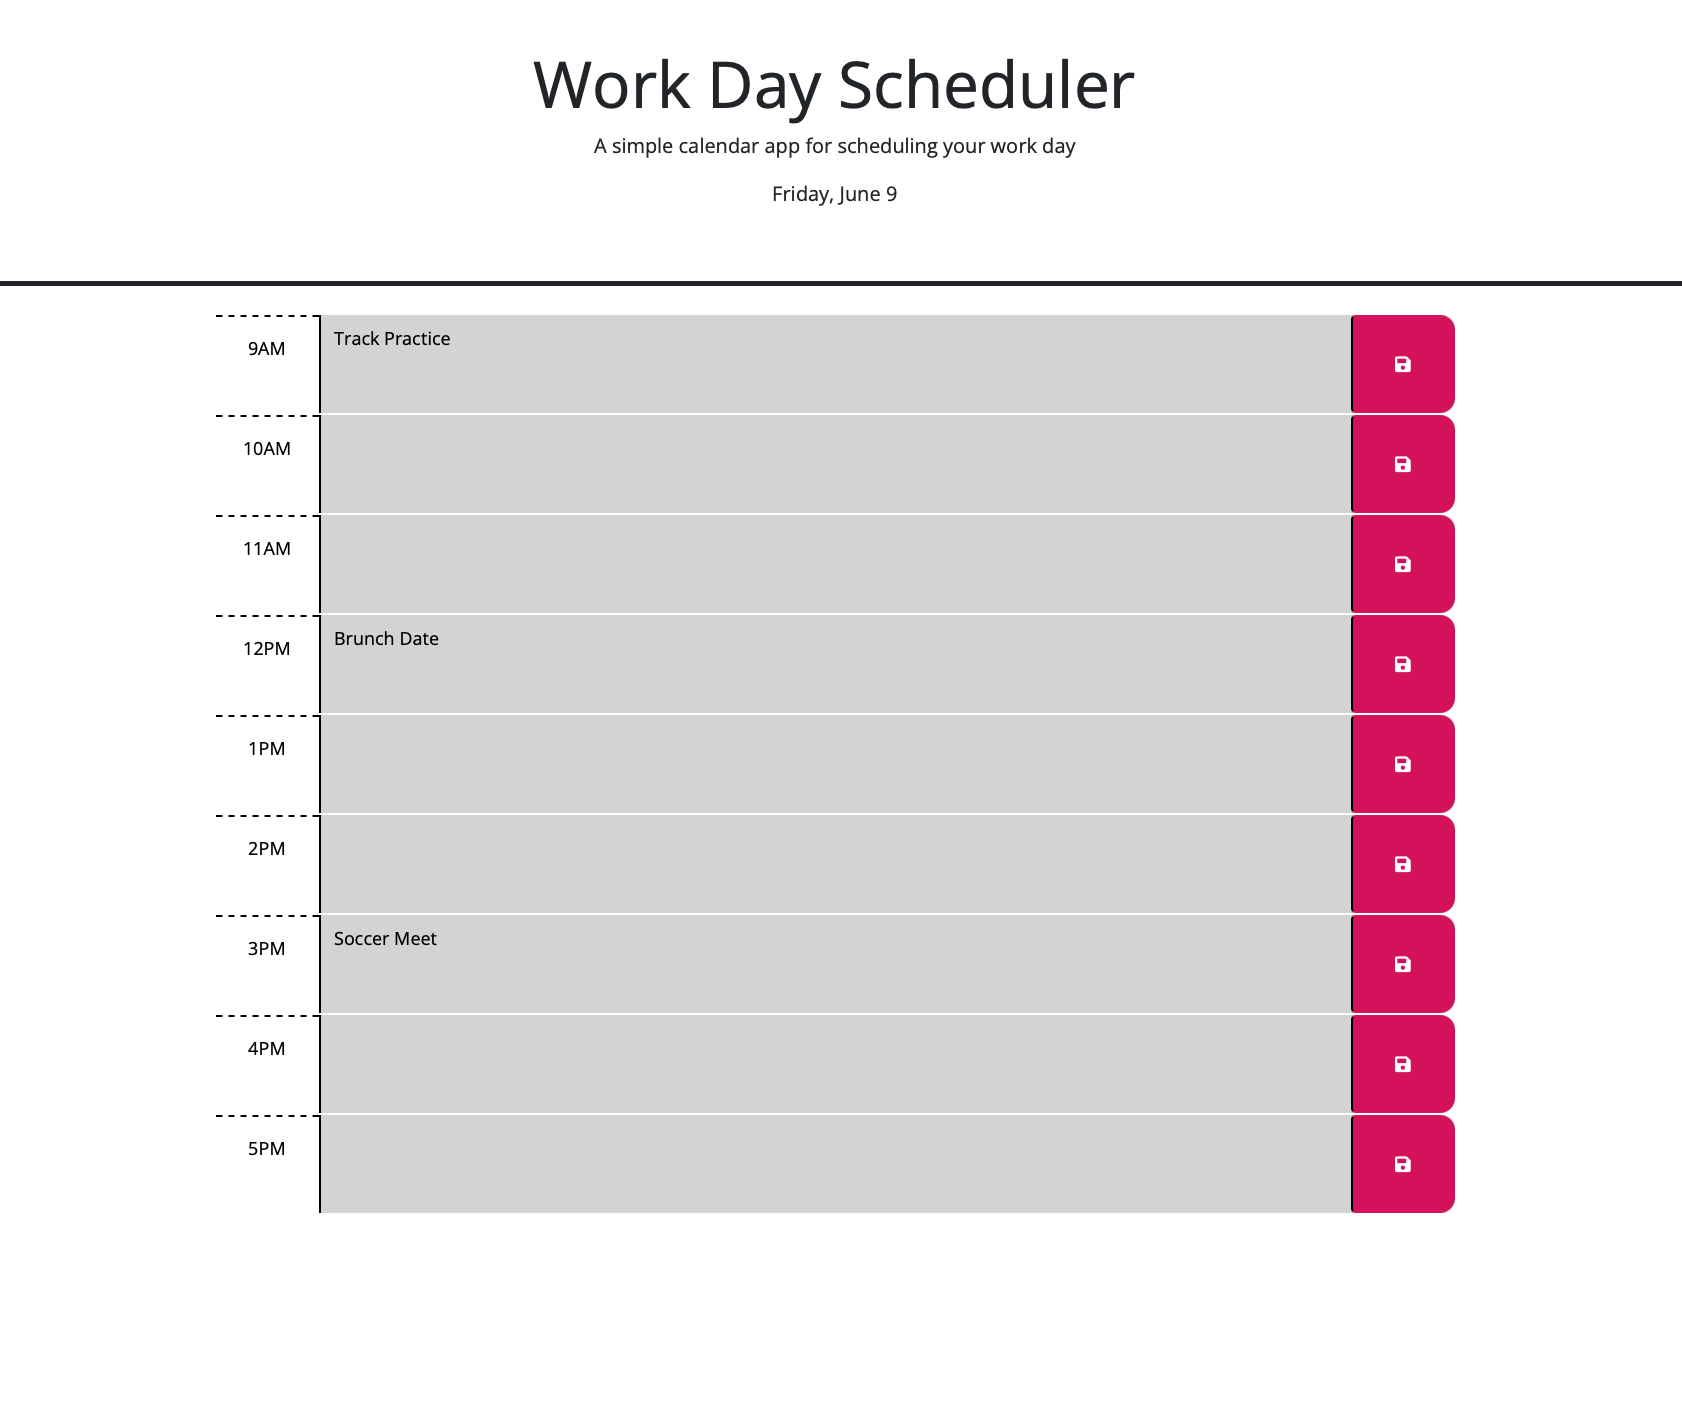 Work Day Scheduler
A simple calendar app for scheduling your work day
Friday, June 9
9AM Track Practice
10AM
11AM
12PM Brunch Date
1PM
2PM
3PM Soccer Meet
4PM
5PM